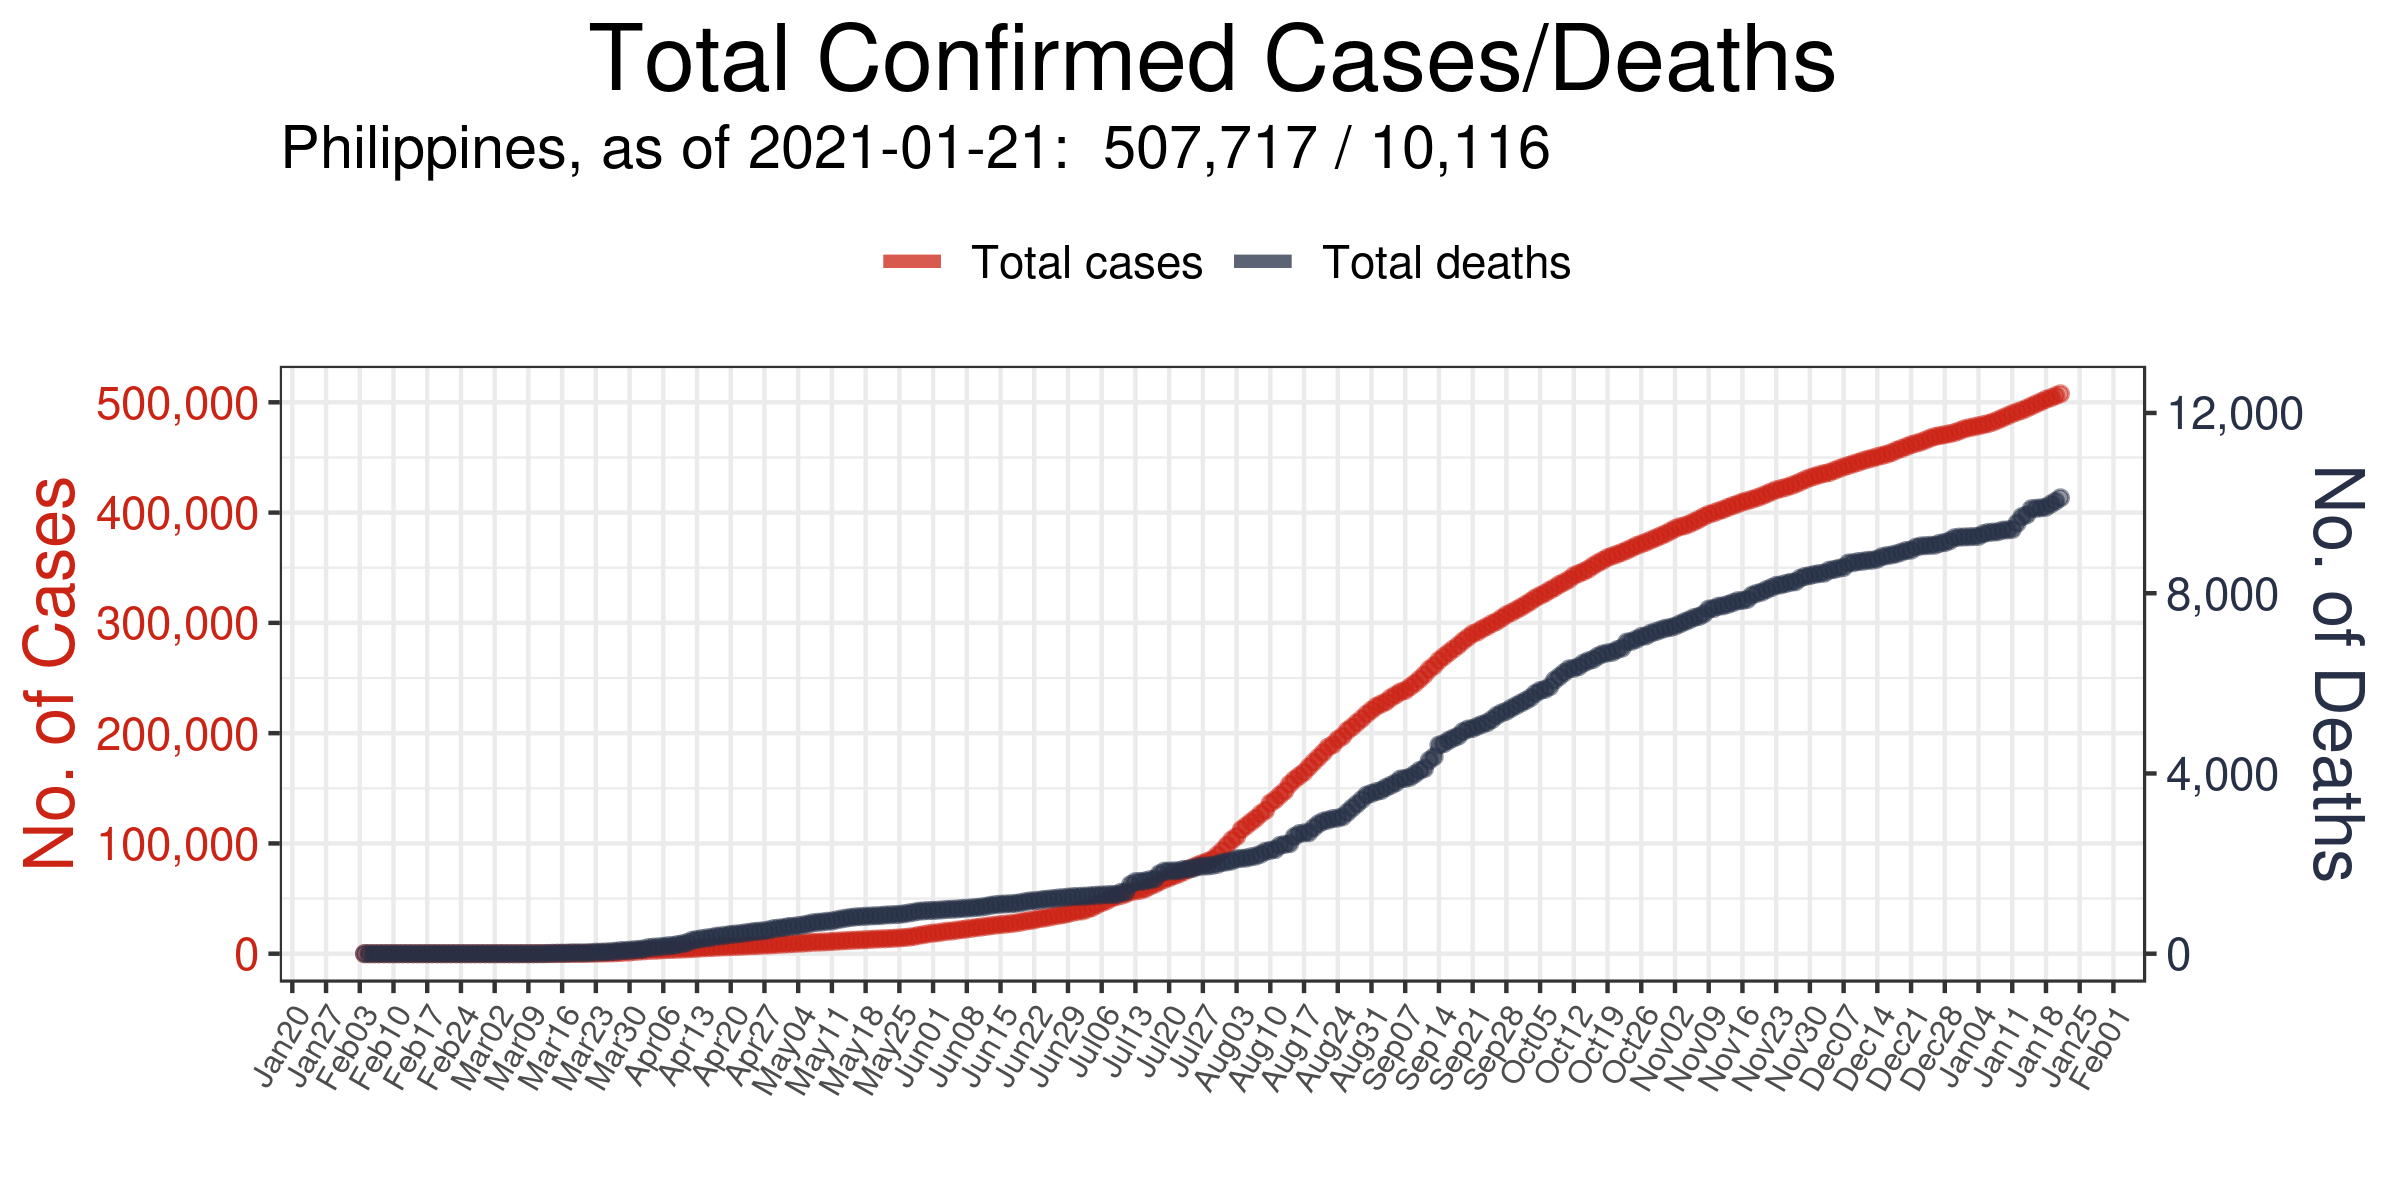 Total Confirmed Cases/Deaths
Philippines, as of 2021-01-21:  507,717 / 10,116
Total cases
Total deaths
No. of Cases
500,000
400,000
300,000
200,000
100,000
0
12,000
8,000
4,000
0
No. of Deaths
Jan20
Jan27
Feb03
Feb10
Feb17
Feb24
Mar02
Mar09
Mar16
Mar23
Mar30
Apr06
Apr13
Apr20
Apr27
May04
May11
May18
May25
Jun01
Jun08
Jun15
Jun22
Jun29
Jul06
Jul13
Jul20
Jul27
Aug03
Aug10
Aug17
Aug24
Aug31
Sep07
Sep14
Sep21
Sep28
Oct05
Oct12
Oct19
Oct26
Nov02
Nov09
Nov16
Nov23
Nov30
Dec07
Dec14
Dec21
Dec28
Jan04
Jan11
Jan18
Jan25
Feb01